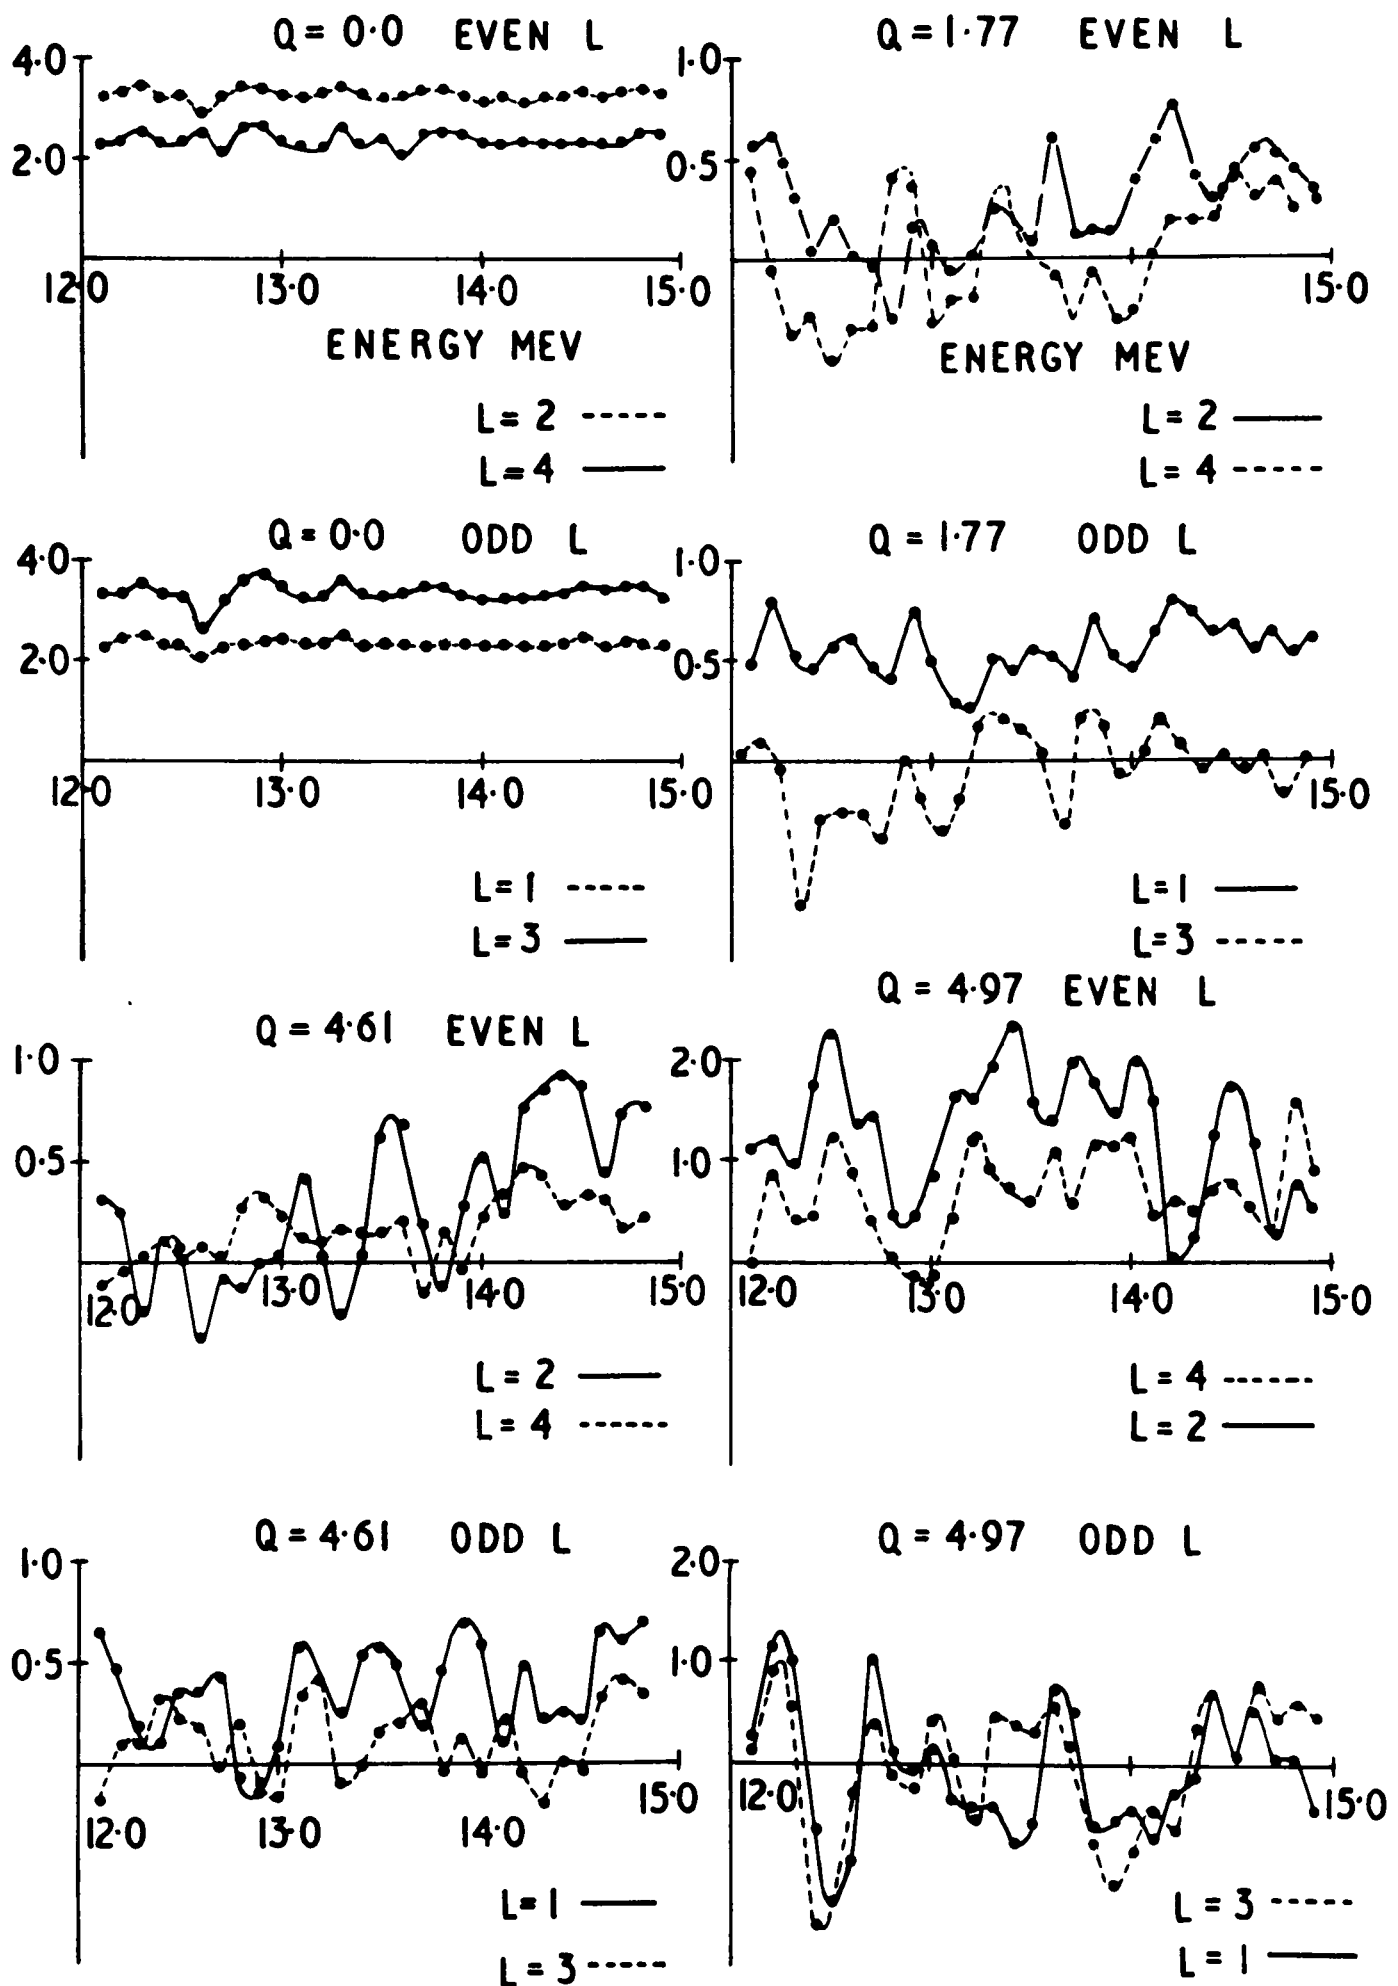 Q = 0·0 EVEN L
4·0
2·0
12·0 13·0 14·0 15·0
ENERGY MEV
L = 2
L = 4
Q = 1·77 EVEN L
1·0
0·5
15·0
ENERGY MEV
L = 2
L = 4
Q = 0·0 ODD L
4·0
2·0
12·0 13·0 14·0 15·0
L = 1
L = 3
Q = 1·77 ODD L
1·0
0·5
15·0
L = 1
L = 3
Q = 4·61 EVEN L
1·0
0·5
12·0 13·0 14·0 15·0
L = 2
L = 4
Q = 4·97 EVEN L
2·0
1·0
12·0 13·0 14·0 15·0
L = 4
L = 2
Q = 4·61 ODD L
1·0
0·5
12·0 13·0 14·0 15·0
L = 1
L = 3
Q = 4·97 ODD L
2·0
1·0
12·0 15·0
L = 3
L = 1